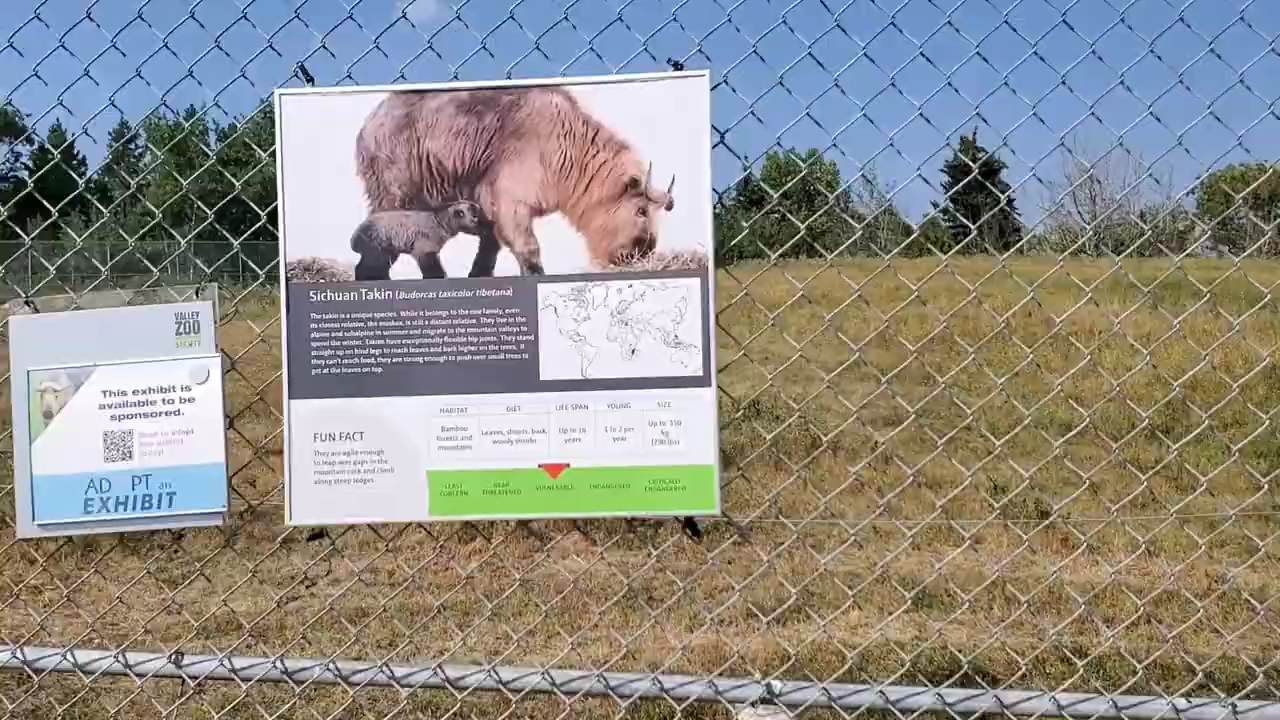 VALLEY
ZOO
SOCIETY
This exhibit is
available to be
sponsored.
AD PT an
EXHIBIT
Sichuan Takin (Budorcas taxicolor tibetana)
The takin is a unique species. While it belongs to the cow family, even
its closest relative, the muskox, is still a distant relative. They live in the
alpine and subalpine in summer and migrate to the mountain valleys to
spend the winter. Takins have exceptionally flexible hip joints. They stand
straight up on hind legs to reach leaves and bark higher on the trees. If
they can't reach food, they are strong enough to push over small trees to
get at the leaves on top.
FUN FACT
They are agile enough
to leap over gaps in the
mountain rock and climb
along steep ledges.
HABITAT DIET LIFE SPAN YOUNG SIZE
Bamboo
forests and
mountains
Leaves, shoots, bark,
woody shrubs
Up to 16
years
1 to 2 per
year
Up to 350
kg
LEAST
CONCERN
NEAR
THREATENED
VULNERABLE
ENDANGERED
CRITICALLY
ENDANGERED